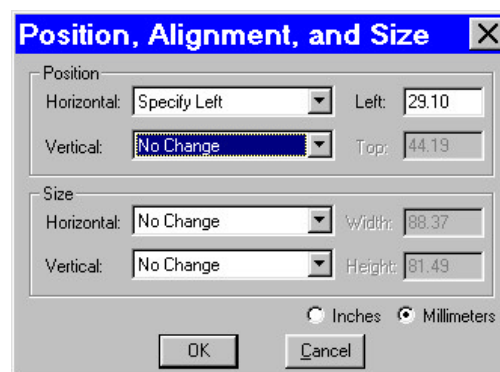 Position, Alignment, and Size
Position
Horizontal: Specify Left Left: 29.10
Vertical: No Change Top: 44.19
Size
Horizontal: No Change Width: 88.37
Vertical: No Change Height: 81.49
Inches Millimeters
OK Cancel